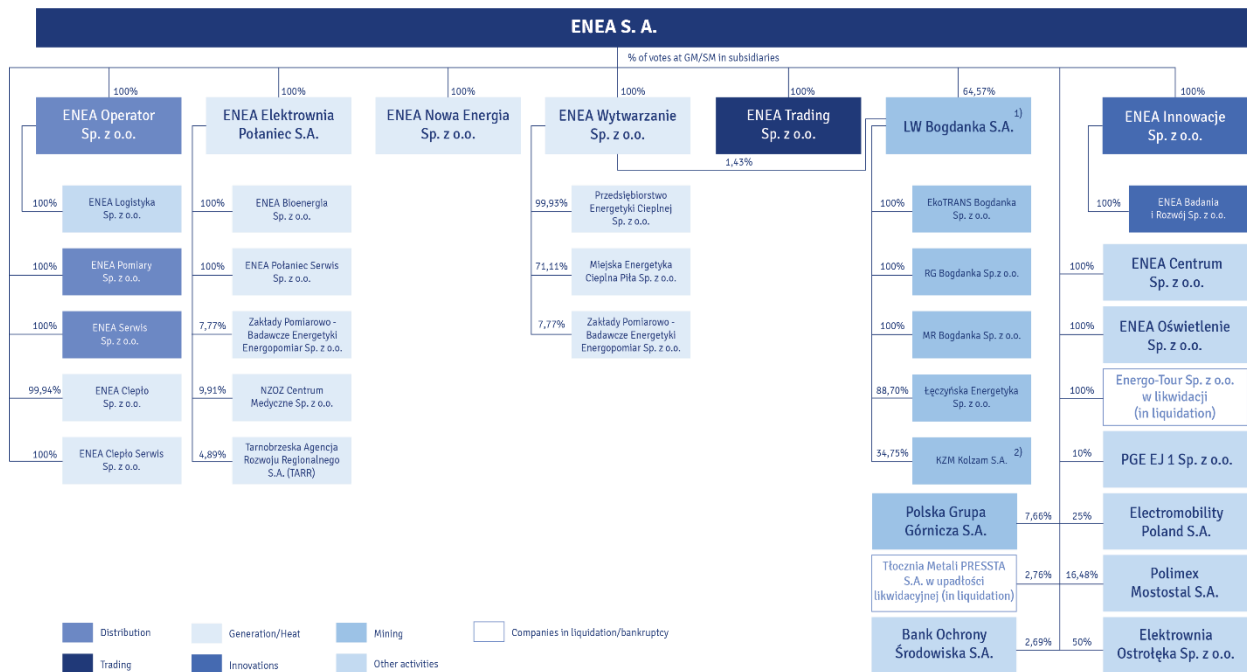 ENEA S. A.
% of votes at GM/SM in subsidiaries
100%
100%
100%
100%
100%
64,57%
100%
ENEA Operator
Sp. z o.o.
ENEA Elektrownia
Połaniec S.A.
ENEA Nowa Energia
Sp. z o.o.
ENEA Wytwarzanie
Sp. z o.o.
ENEA Trading
Sp. z o.o.
LW Bogdanka S.A.
1)
ENEA Innowacje
Sp. z o.o.
1,43%
100%
ENEA Logistyka
Sp. z o.o.
100%
ENEA Pomiary
Sp. z o.o.
100%
ENEA Serwis
Sp. z o.o.
99,94%
ENEA Ciepło
Sp. z o.o.
100%
ENEA Ciepło Serwis
Sp. z o.o.
100%
ENEA Bioenergia
Sp. z o.o.
100%
ENEA Połaniec Serwis
Sp. z o.o.
7,77%
Zakłady Pomiarowo -
Badawcze Energetyki
Energopomiar Sp. z o.o.
9,91%
NZOZ Centrum
Medyczne Sp. z o.o.
4,89%
Tarnobrzeska Agencja
Rozwoju Regionalnego
S.A. (TARR)
99,93%
Przedsiębiorstwo
Energetyki Cieplnej
Sp. z o.o.
71,11%
Miejska Energetyka
Cieplna Piła Sp. z o.o.
7,77%
Zakłady Pomiarowo -
Badawcze Energetyki
Energopomiar Sp. z o.o.
100%
EkoTRANS Bogdanka
Sp. z o.o.
100%
RG Bogdanka Sp.z o.o.
100%
MR Bogdanka Sp. z o.o.
88,70%
Łęczyńska Energetyka
Sp. z o.o.
34,75%
KZM Kolzam S.A.
2)
Polska Grupa
Górnicza S.A.
7,66%
Tłocznia Metali PRESSTA
S.A. w upadłości
likwidacyjnej (in liquidation)
2,76%
Bank Ochrony
Środowiska S.A.
2,69%
100%
ENEA Badania
i Rozwój Sp. z o.o.
100%
ENEA Centrum
Sp. z o.o.
100%
ENEA Oświetlenie
Sp. z o.o.
100%
Energo-Tour Sp. z o.o.
w likwidacji
(in liquidation)
10%
PGE EJ 1 Sp. z o.o.
25%
Electromobility
Poland S.A.
16,48%
Polimex
Mostostal S.A.
50%
Elektrownia
Ostrołęka Sp. z o.o.
Distribution
Generation/Heat
Mining
Companies in liquidation/bankruptcy
Trading
Innovations
Other activities